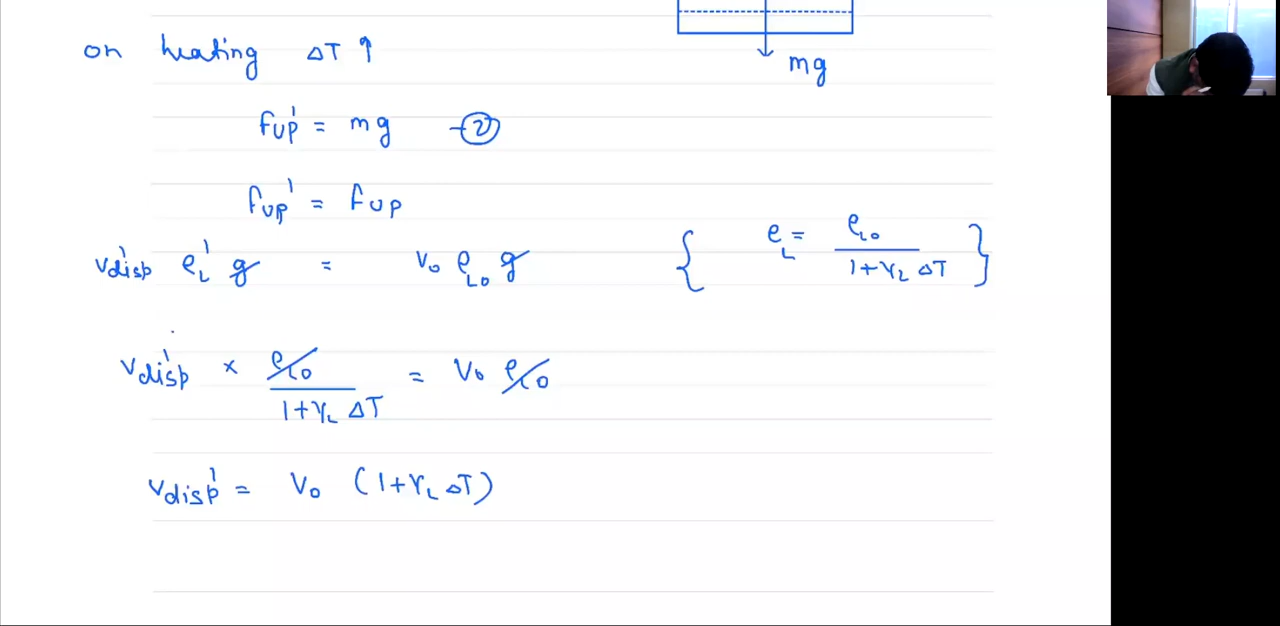 on heating ΔT ↑
mg
fup' = mg -②
fup' = fup
Vdisp' ρL' g = V0 ρL0 g { ρL = ρL0 / (1+γL ΔT) }
Vdisp' × ρL0 / (1+γL ΔT) = V0 ρL0
Vdisp' = V0 (1+γL ΔT)